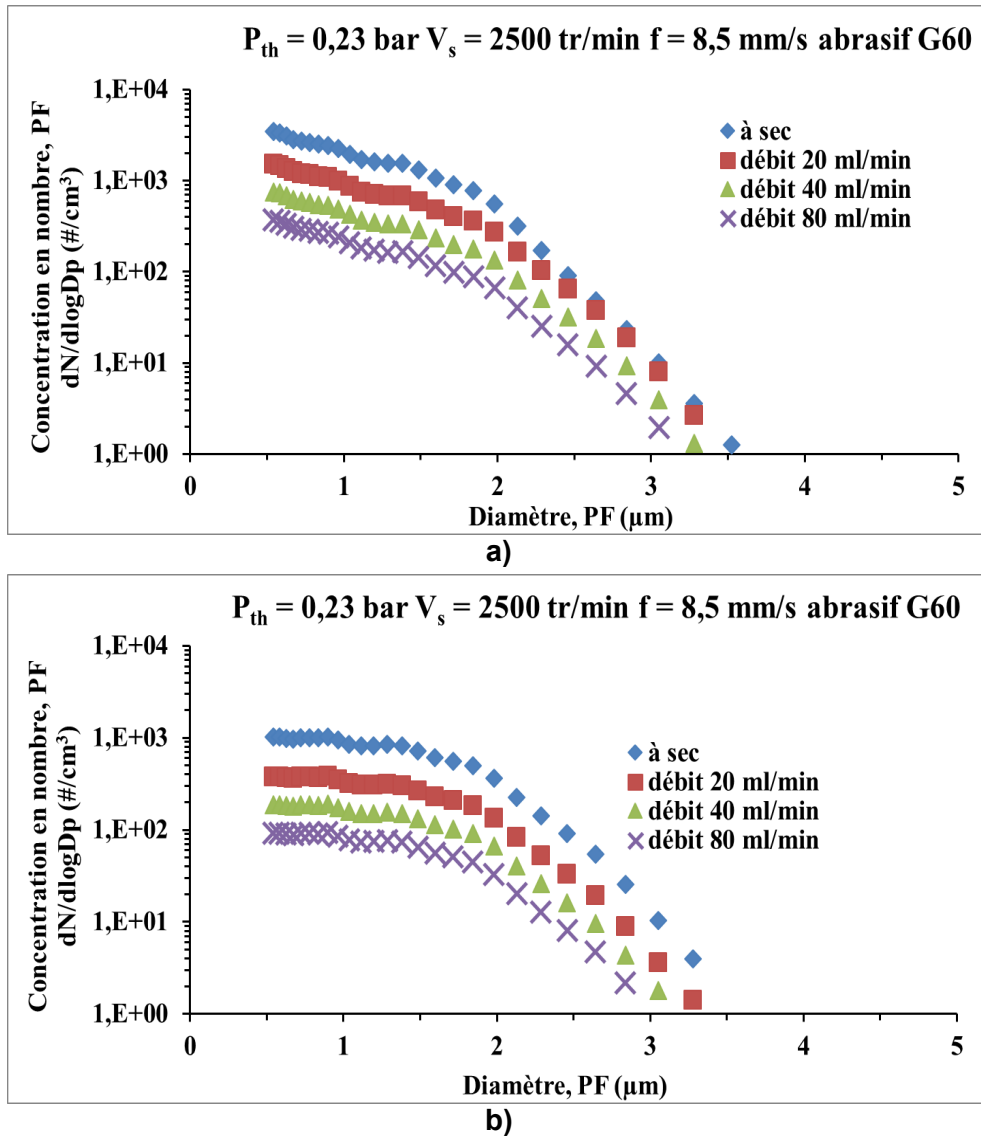 P_th = 0,23 bar V_s = 2500 tr/min f = 8,5 mm/s abrasif G60
Concentration en nombre, PF
dN/dlogDp (#/cm³)
1,E+04
1,E+03
1,E+02
1,E+01
1,E+00
à sec
débit 20 ml/min
débit 40 ml/min
débit 80 ml/min
0 1 2 3 4 5
Diamètre, PF (µm)
a)
P_th = 0,23 bar V_s = 2500 tr/min f = 8,5 mm/s abrasif G60
Concentration en nombre, PF
dN/dlogDp (#/cm³)
1,E+04
1,E+03
1,E+02
1,E+01
1,E+00
à sec
débit 20 ml/min
débit 40 ml/min
débit 80 ml/min
0 1 2 3 4 5
Diamètre, PF (µm)
b)